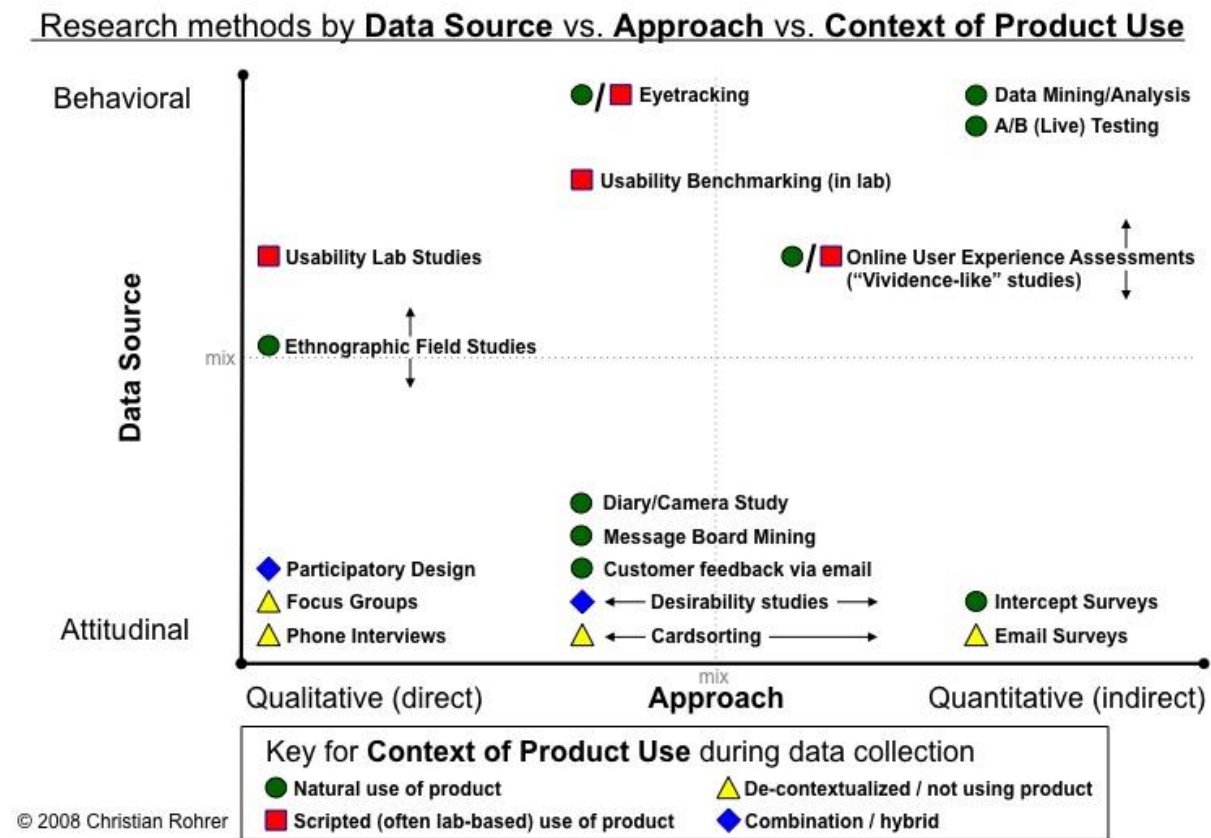 Research methods by Data Source vs. Approach vs. Context of Product Use
Behavioral
/ Eyetracking
Data Mining/Analysis
A/B (Live) Testing
Usability Benchmarking (in lab)
Usability Lab Studies
/ Online User Experience Assessments
(“Vividence-like” studies)
Data Source
Ethnographic Field Studies
mix
Diary/Camera Study
Message Board Mining
Participatory Design
Customer feedback via email
Focus Groups
Desirability studies
Intercept Surveys
Attitudinal
Phone Interviews
Cardsorting
Email Surveys
mix
Qualitative (direct)
Approach
Quantitative (indirect)
Key for Context of Product Use during data collection
Natural use of product
De-contextualized / not using product
© 2008 Christian Rohrer
Scripted (often lab-based) use of product
Combination / hybrid